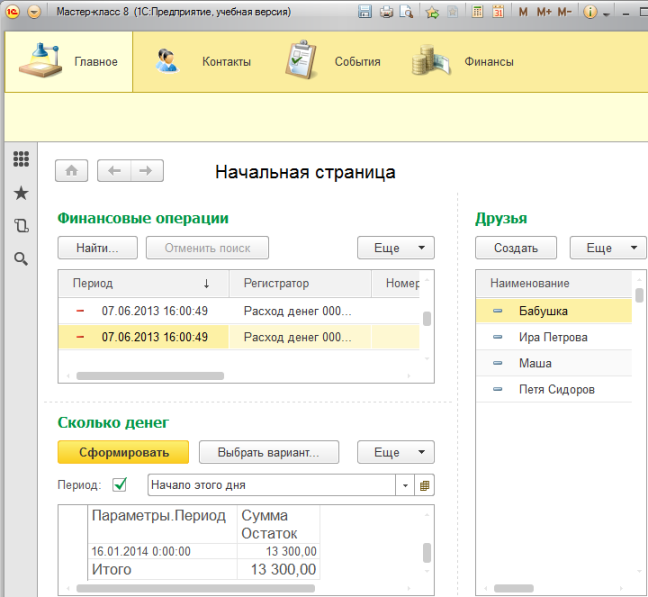 1С Мастер-класс 8 (1С:Предприятие, учебная версия) 31 M M+ M- i
Главное Контакты События Финансы
Начальная страница
Финансовые операции
Найти... Отменить поиск Еще
Период ↓ Регистратор Номер
07.06.2013 16:00:49 Расход денег 000...
07.06.2013 16:00:49 Расход денег 000...
Сколько денег
Сформировать Выбрать вариант... Еще
Период: Начало этого дня
Параметры.Период Сумма
Остаток
16.01.2014 0:00:00 13 300,00
Итого 13 300,00
Друзья
Создать Еще
Наименование
Бабушка
Ира Петрова
Маша
Петя Сидоров